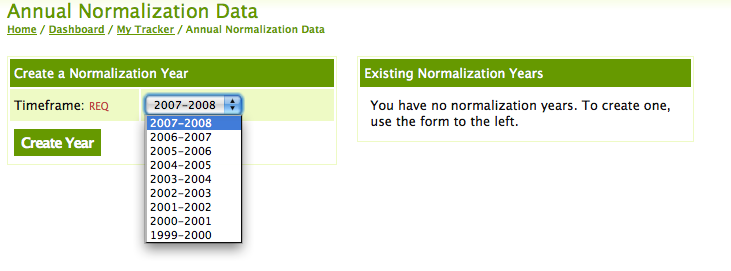 Annual Normalization Data
Home / Dashboard / My Tracker / Annual Normalization Data
Create a Normalization Year
Timeframe: REQ
2007-2008
2007-2008
2006-2007
2005-2006
2004-2005
2003-2004
2002-2003
2001-2002
2000-2001
1999-2000
Create Year
Existing Normalization Years
You have no normalization years. To create one,
use the form to the left.